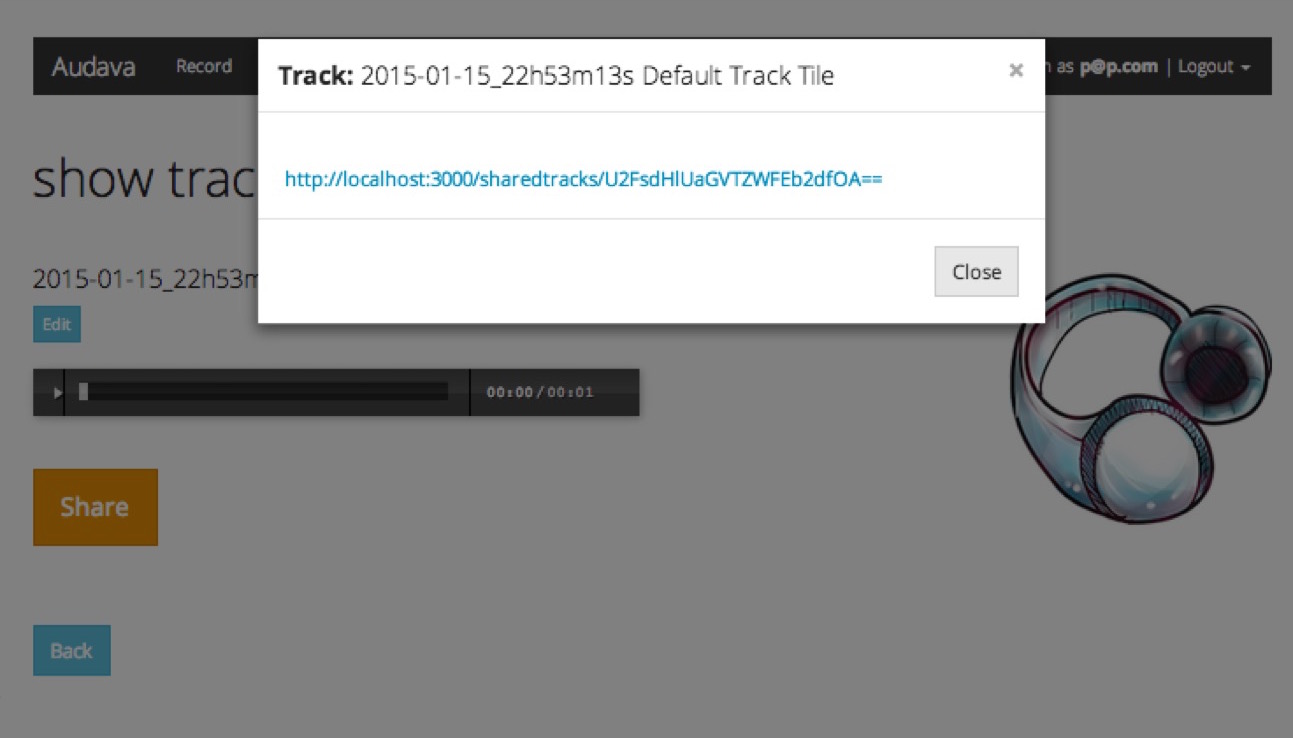 Audava Record
Track: 2015-01-15_22h53m13s Default Track Tile ×
as p@p.com | Logout
http://localhost:3000/sharedtracks/U2FsdHlUaGVTZWFEb2dfOA==
show trac
Close
2015-01-15_22h53m
Edit
00:00/00:01
Share
Back